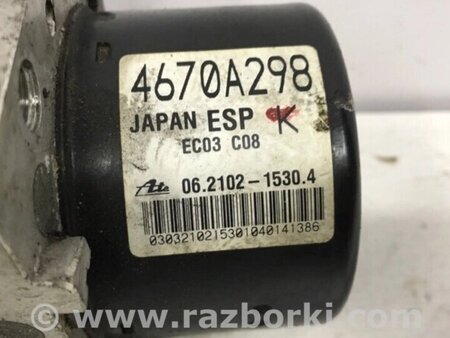 4670A298
JAPAN ESP K
EC03 C08
Ate 06.2102-1530.4
0303210215301040141386
www.razborki.com